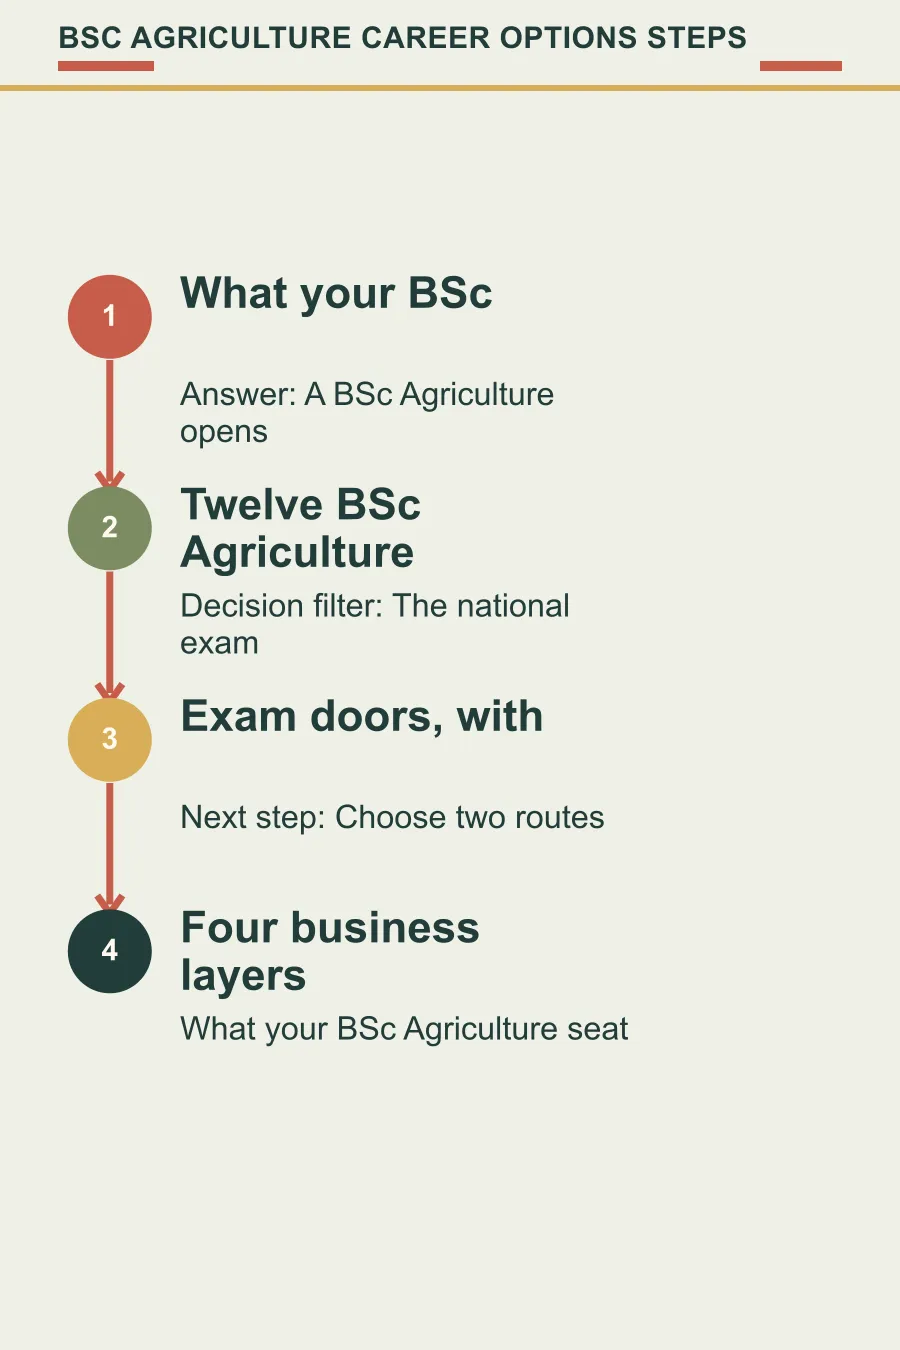 BSC AGRICULTURE CAREER OPTIONS STEPS
1
What your BSc
Answer: A BSc Agriculture
opens
2
Twelve BSc
Agriculture
Decision filter: The national
exam
3
Exam doors, with
Next step: Choose two routes
4
Four business
layers
What your BSc Agriculture seat